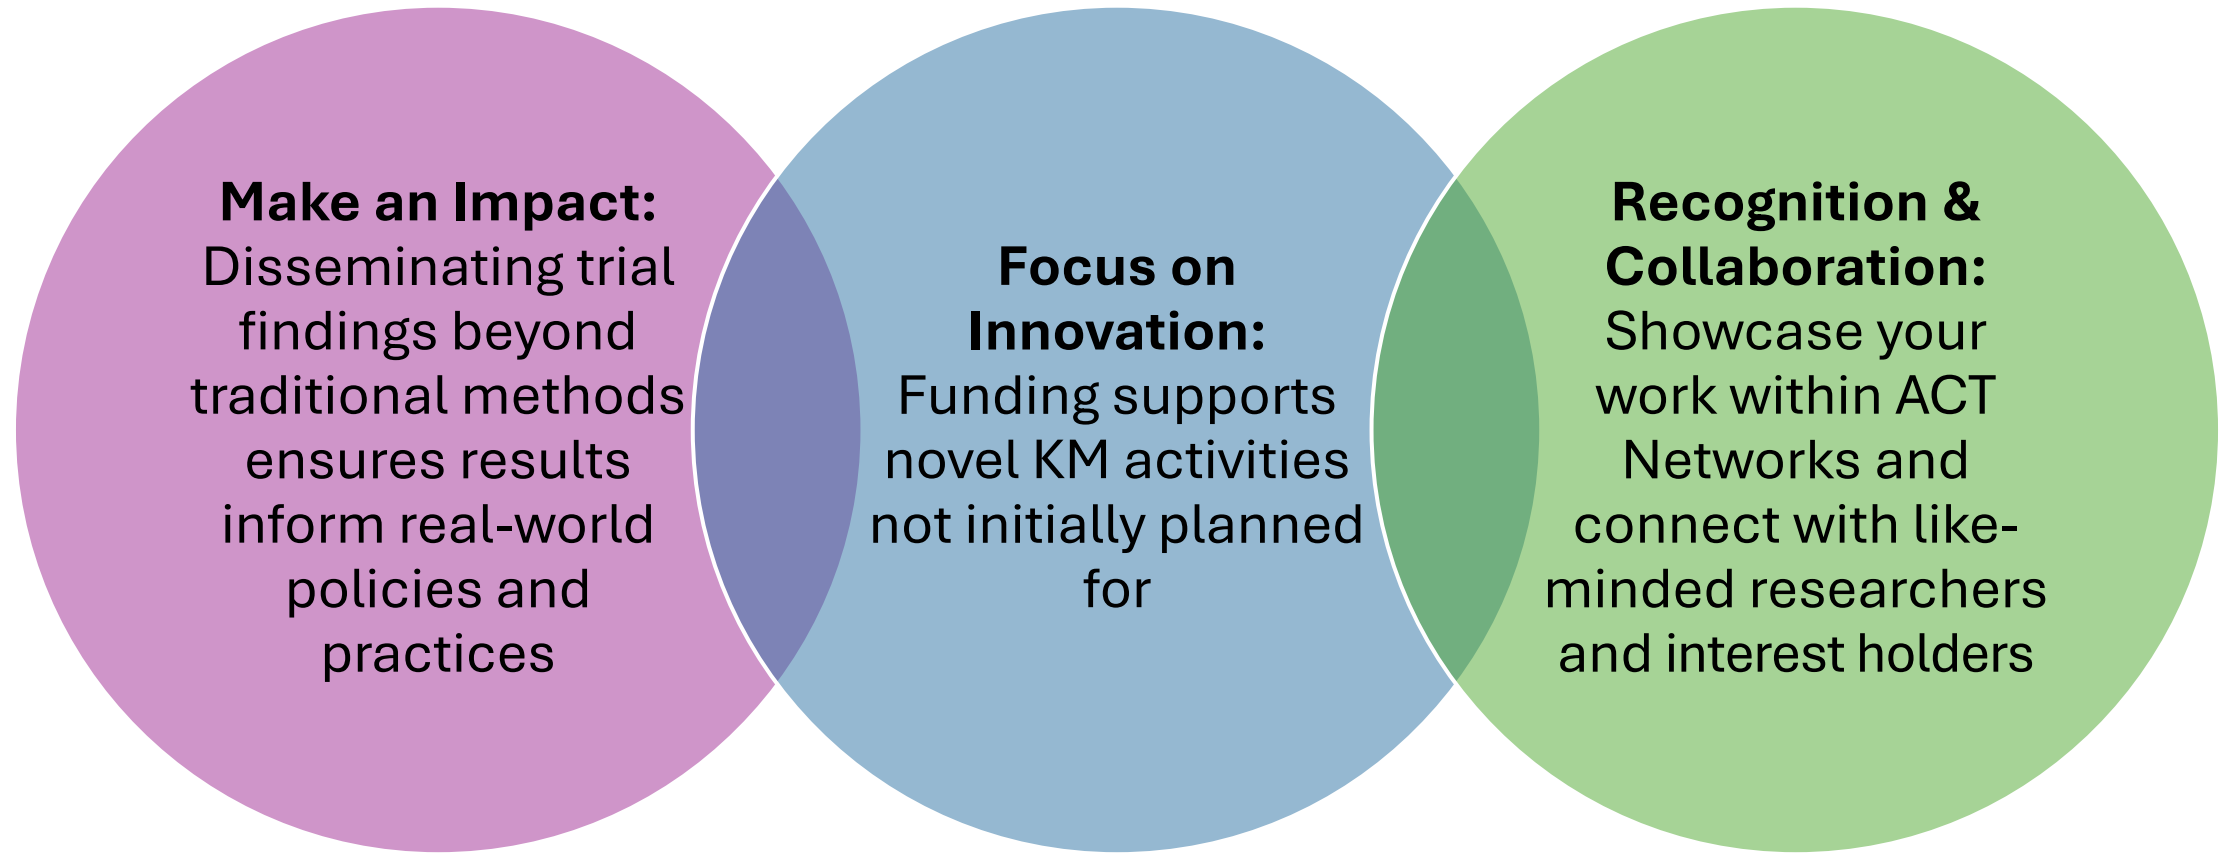 Make an Impact:
Disseminating trial
findings beyond
traditional methods
ensures results
inform real-world
policies and
practices
Focus on
Innovation:
Funding supports
novel KM activities
not initially planned
for
Recognition &
Collaboration:
Showcase your
work within ACT
Networks and
connect with like-
minded researchers
and interest holders